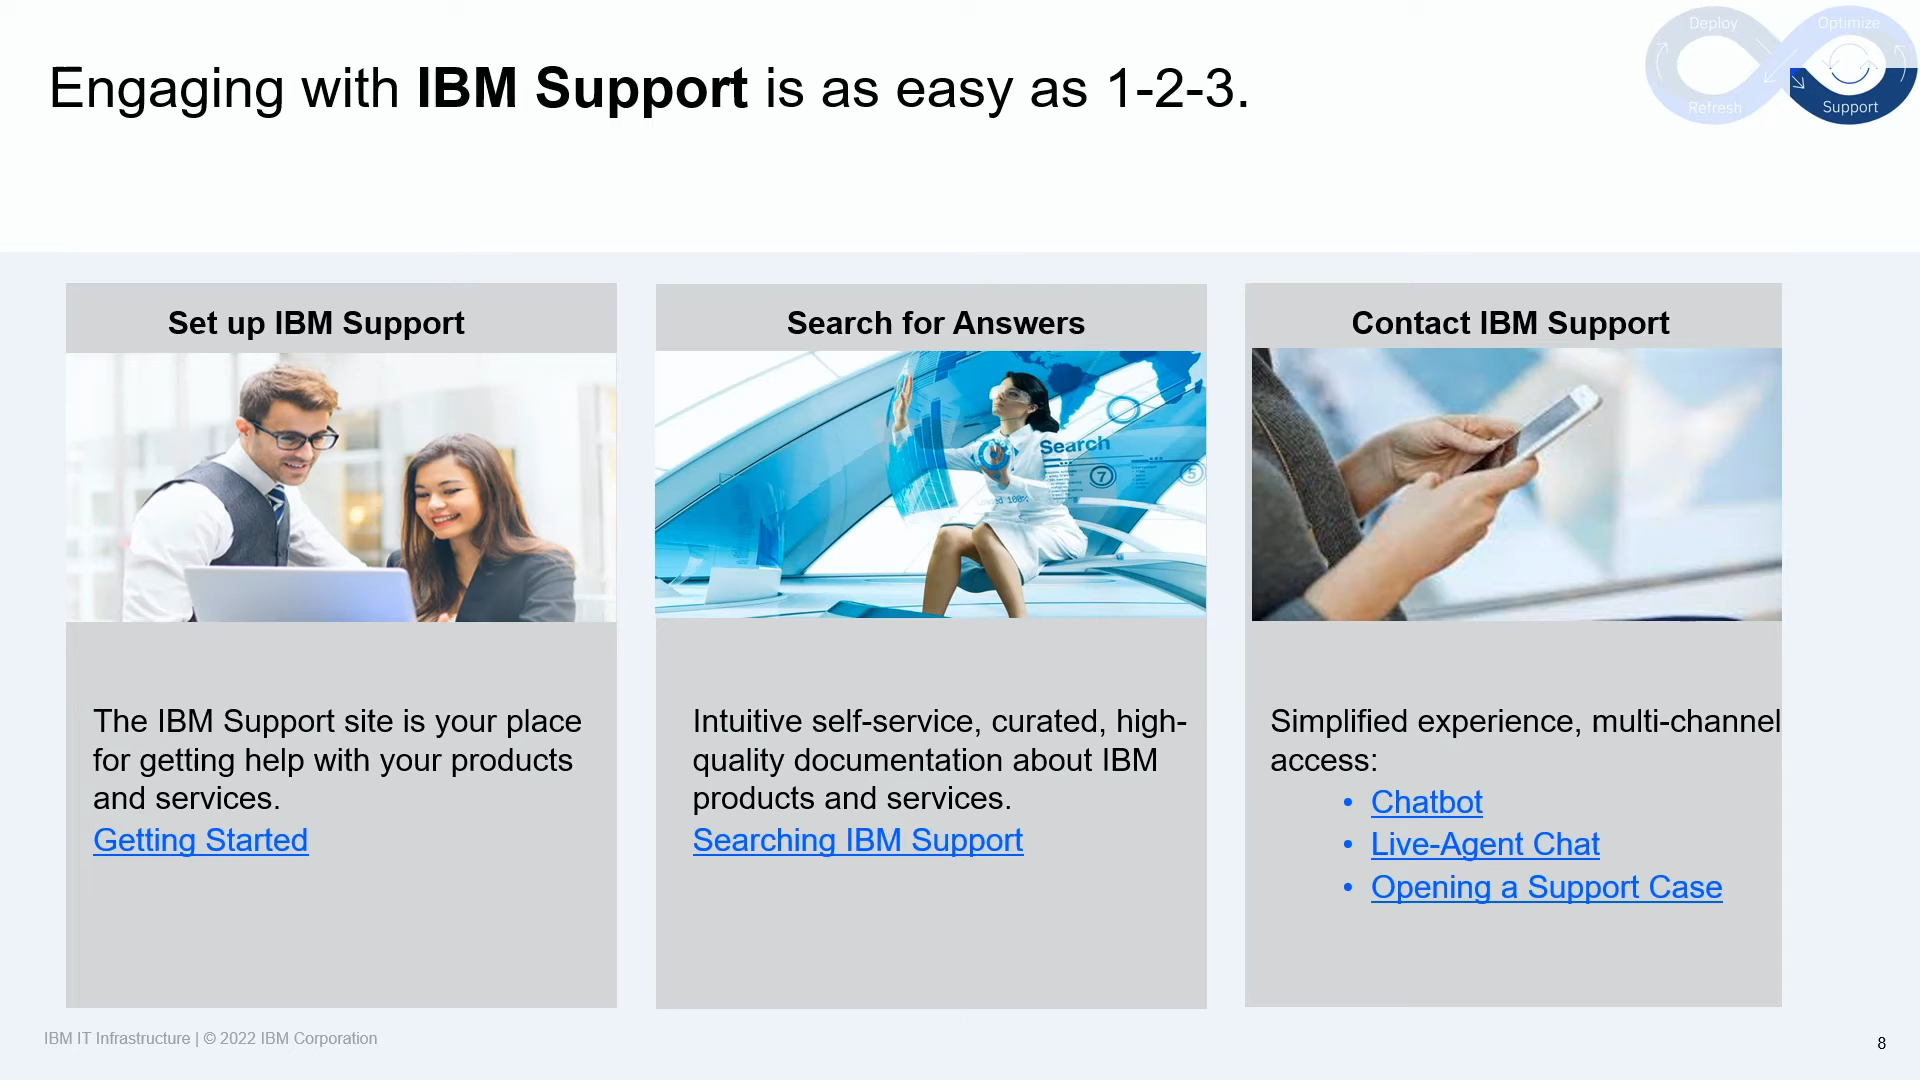 Deploy
Optimize
Refresh
Support
Engaging with IBM Support is as easy as 1-2-3.
Set up IBM Support
The IBM Support site is your place
for getting help with your products
and services.
Getting Started
Search for Answers
Search
7
5
100%
Intuitive self-service, curated, high-
quality documentation about IBM
products and services.
Searching IBM Support
Contact IBM Support
Simplified experience, multi-channel
access:
• Chatbot
• Live-Agent Chat
• Opening a Support Case
IBM IT Infrastructure | © 2022 IBM Corporation
8